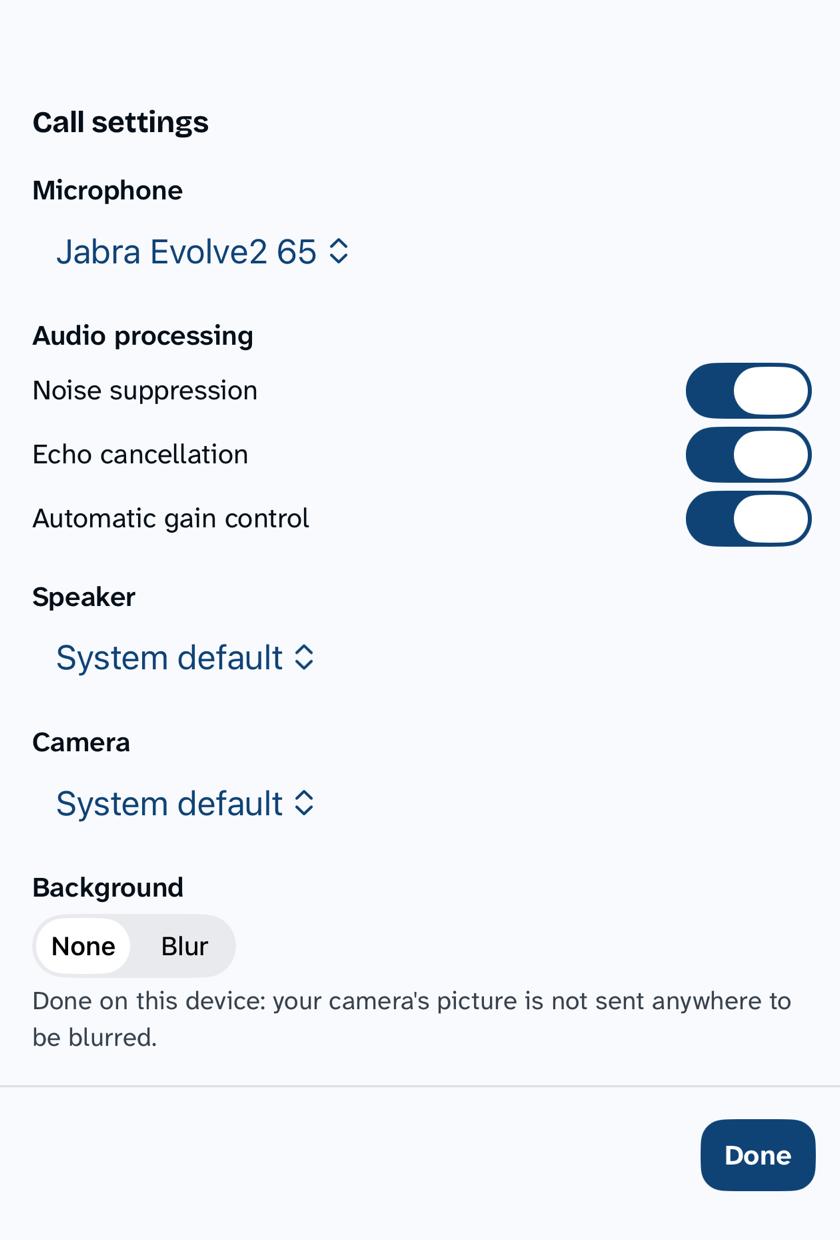 Call settings
Microphone
Jabra Evolve2 65
Audio processing
Noise suppression
Echo cancellation
Automatic gain control
Speaker
System default
Camera
System default
Background
None Blur
Done on this device: your camera's picture is not sent anywhere to
be blurred.
Done